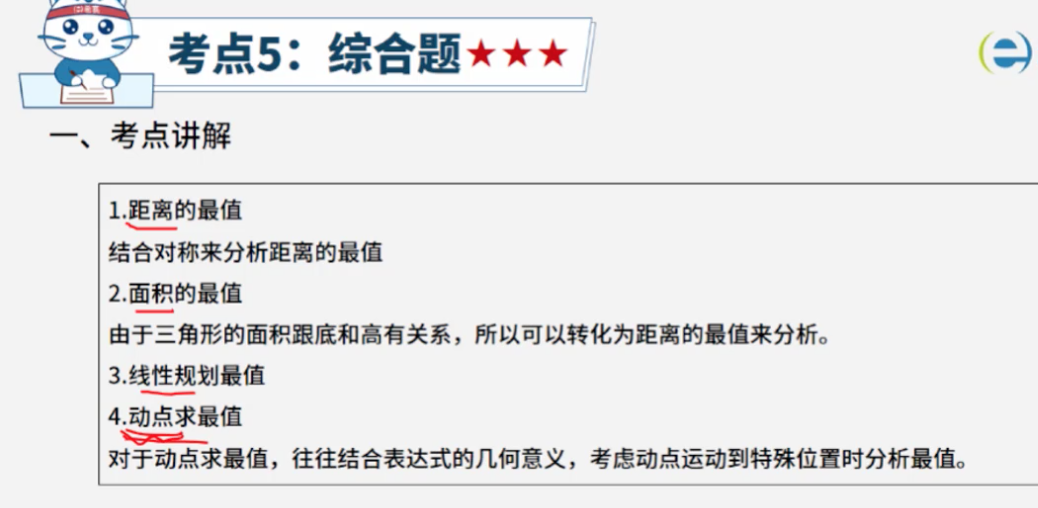 考点5：综合题★★★
一、考点讲解
1.距离的最值
结合对称来分析距离的最值
2.面积的最值
由于三角形的面积跟底和高有关系，所以可以转化为距离的最值来分析。
3.线性规划最值
4.动点求最值
对于动点求最值，往往结合表达式的几何意义，考虑动点运动到特殊位置时分析最值。